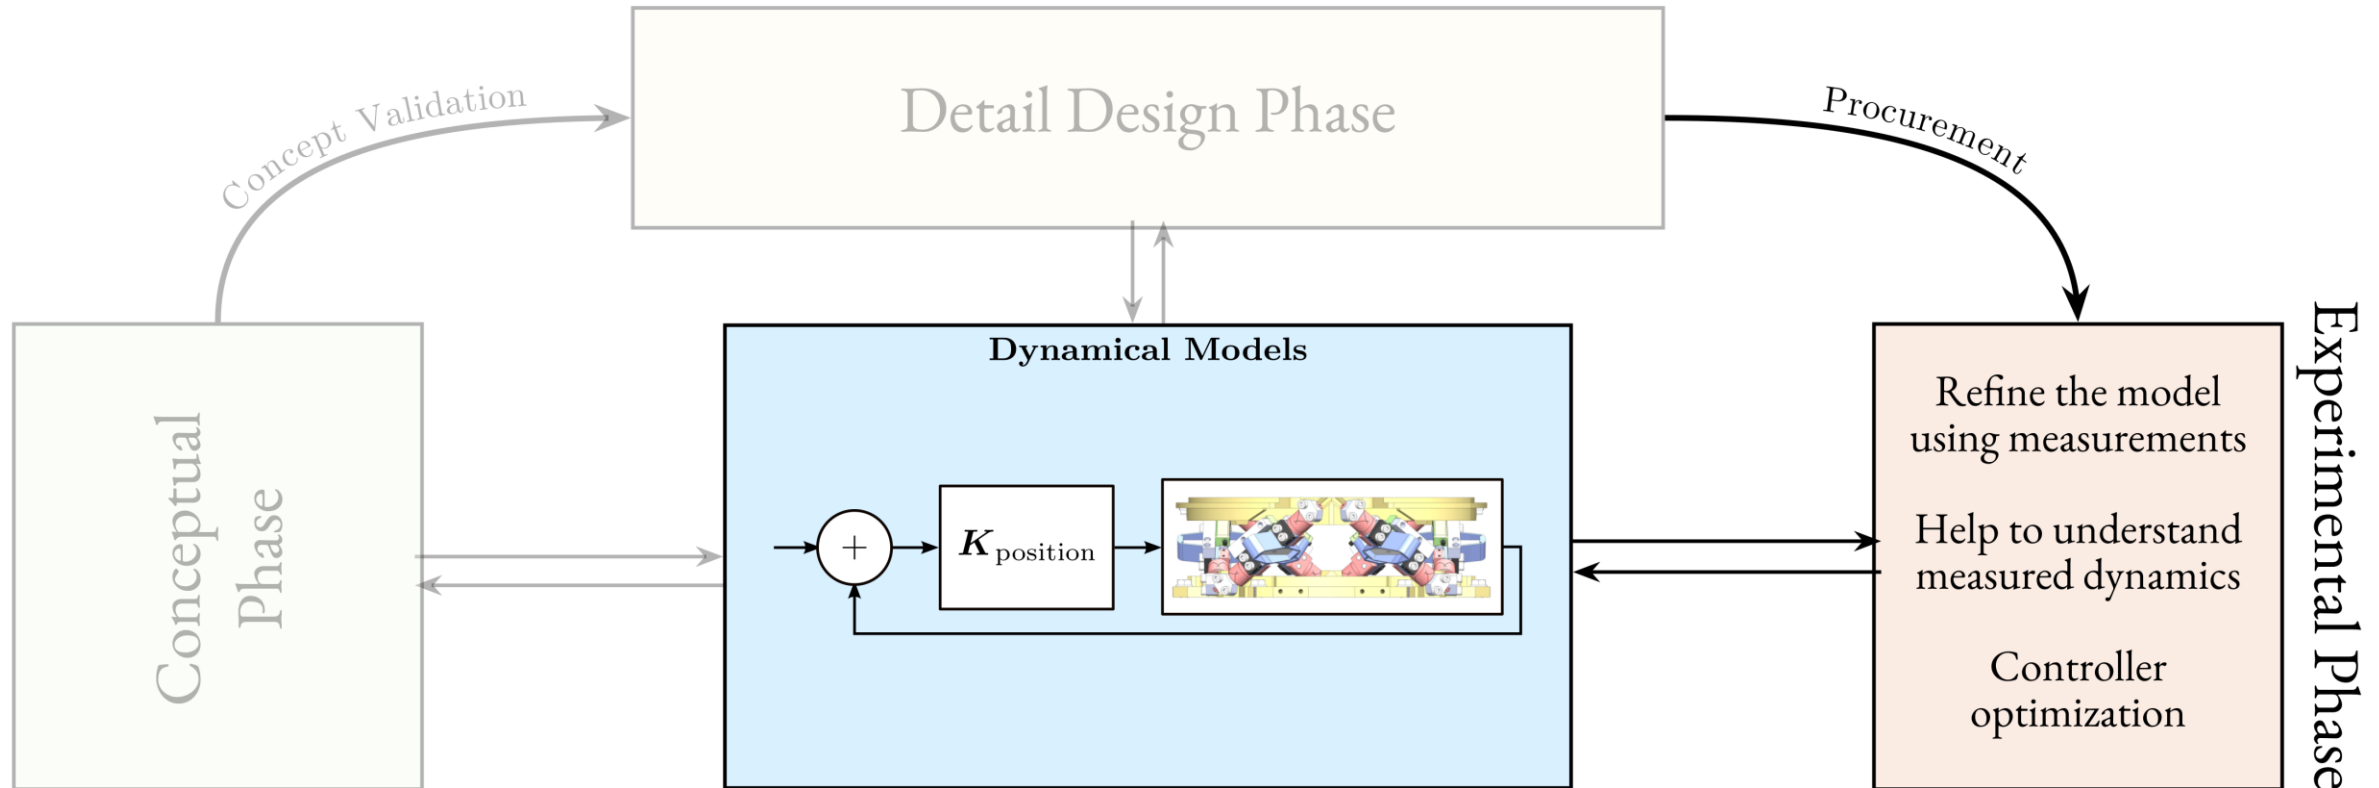 Concept Validation
Detail Design Phase
Procurement
Conceptual
Phase
Dynamical Models
+
K position
Refine the model
using measurements
Help to understand
measured dynamics
Controller
optimization
Experimental Phase